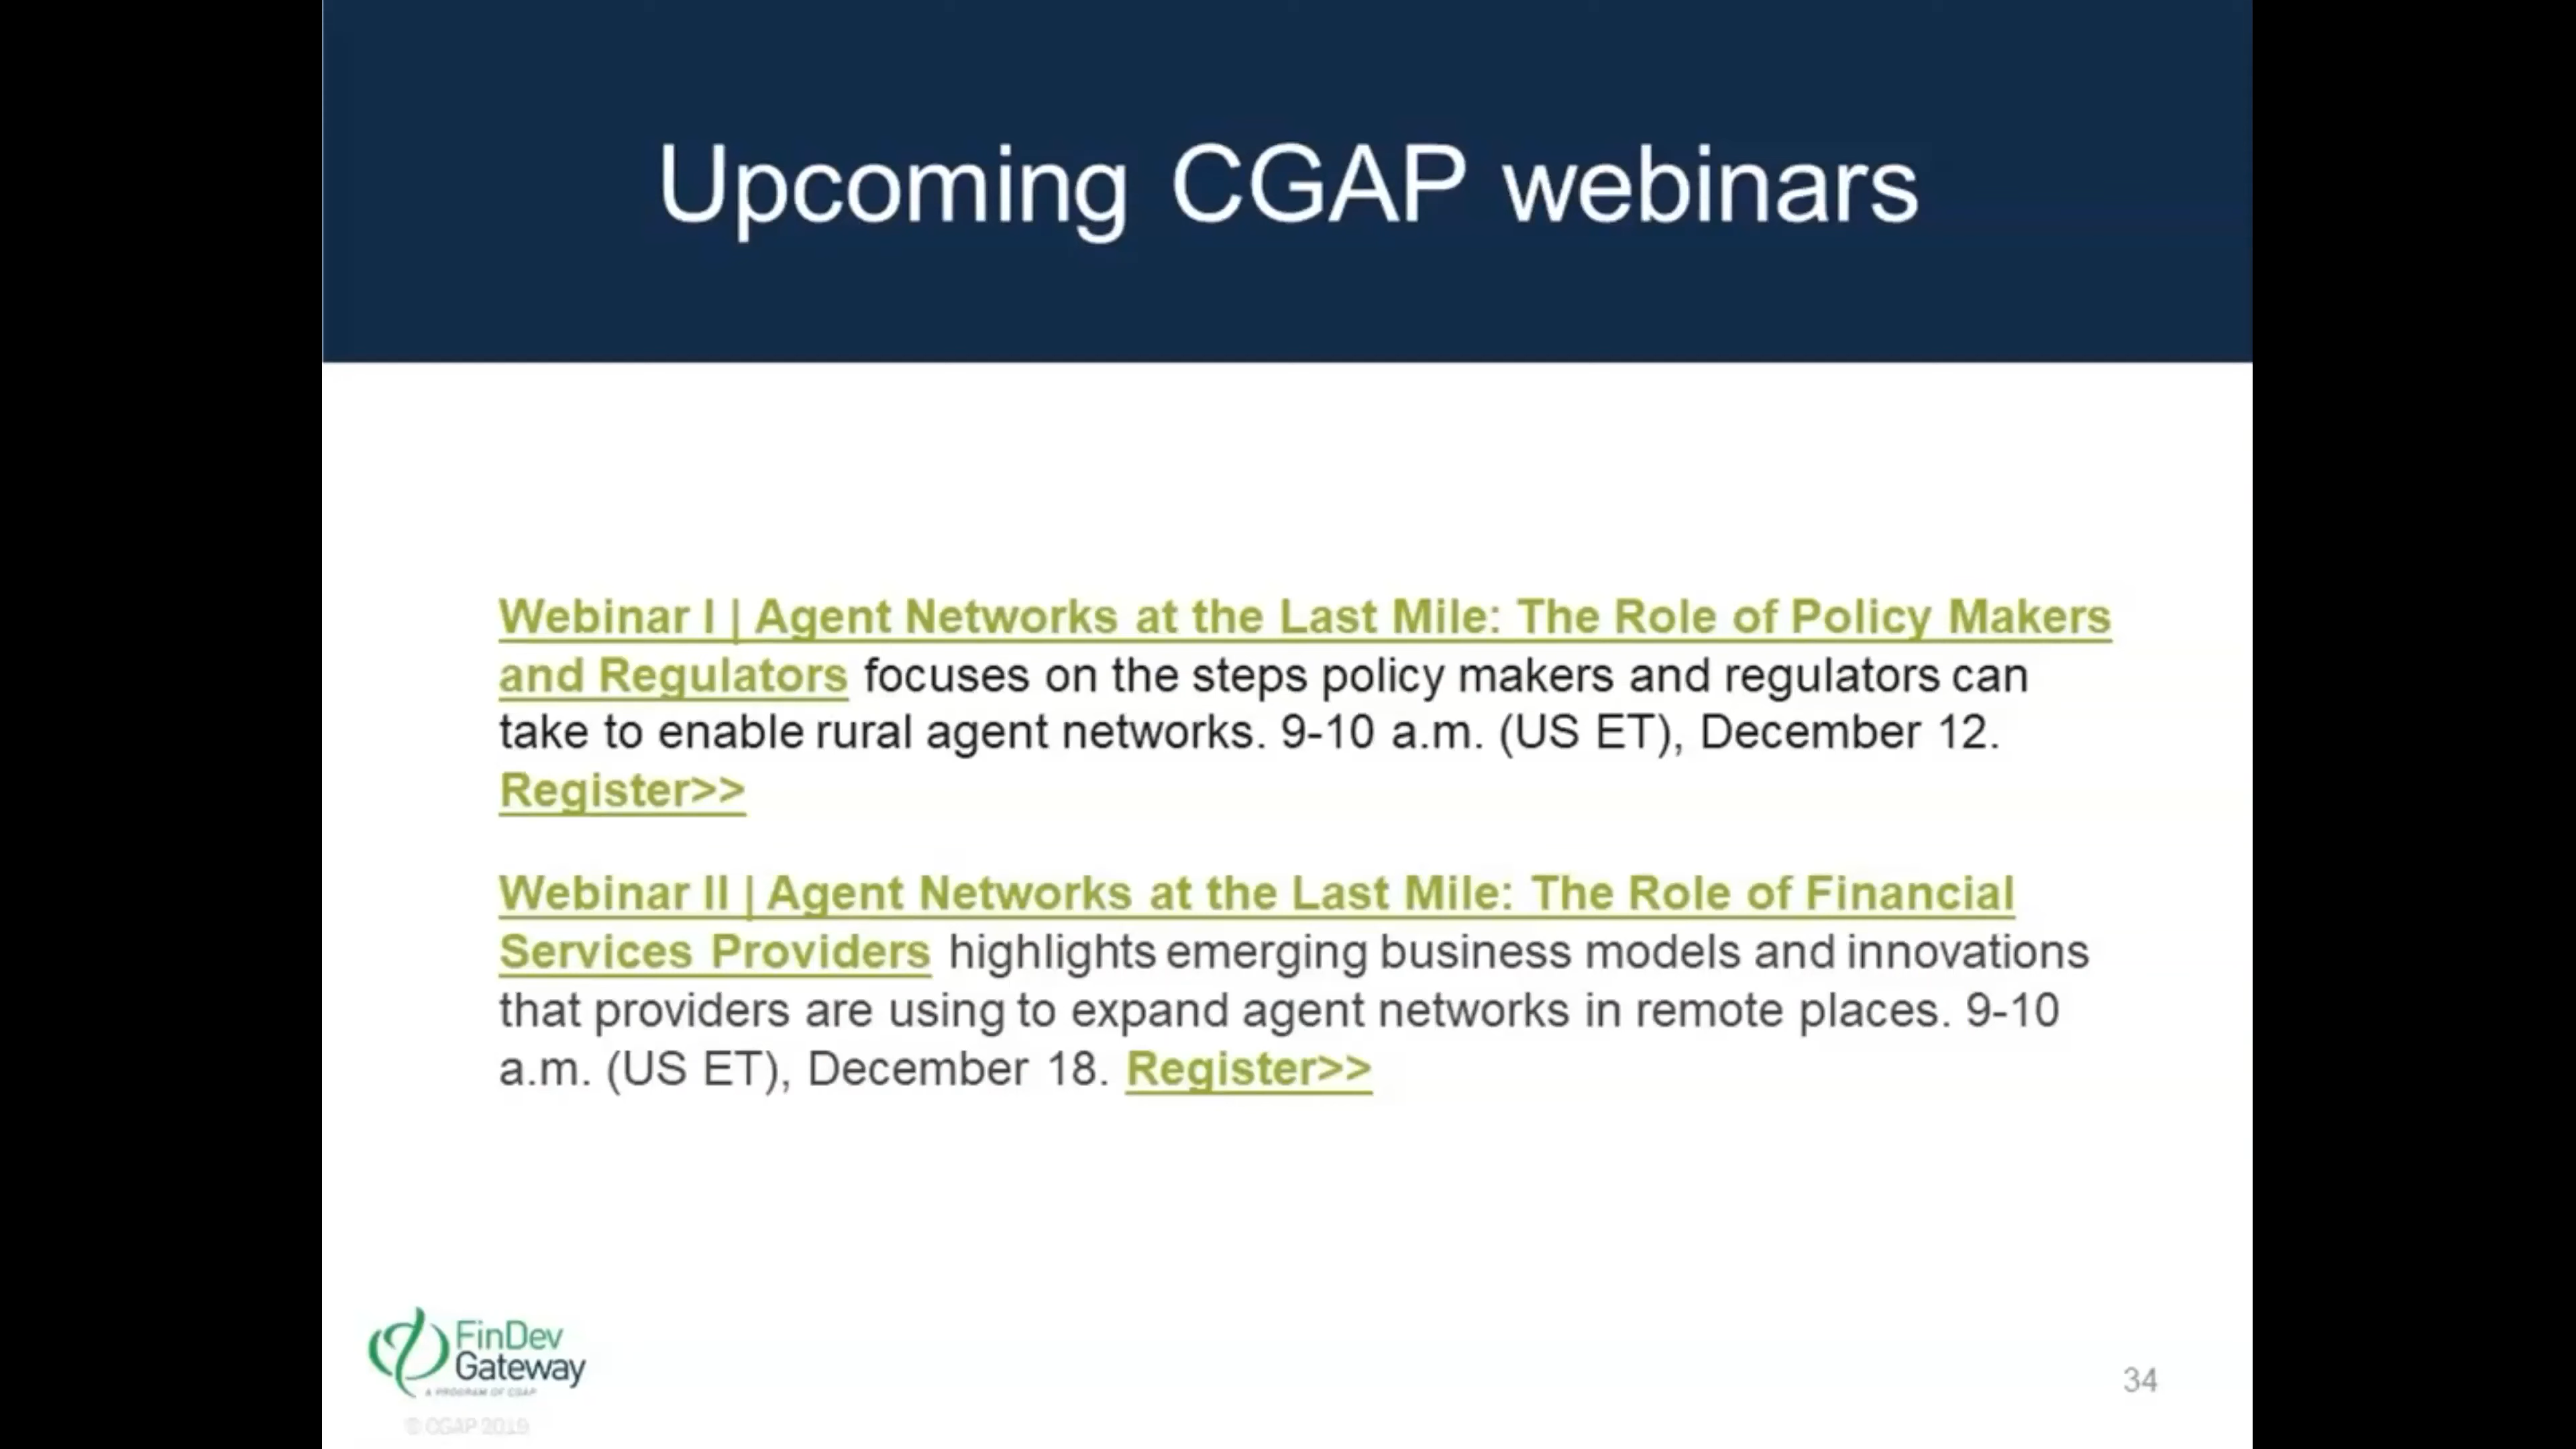 Upcoming CGAP webinars
Webinar I | Agent Networks at the Last Mile: The Role of Policy Makers
and Regulators focuses on the steps policy makers and regulators can
take to enable rural agent networks. 9-10 a.m. (US ET), December 12.
Register>>
Webinar II | Agent Networks at the Last Mile: The Role of Financial
Services Providers highlights emerging business models and innovations
that providers are using to expand agent networks in remote places. 9-10
a.m. (US ET), December 18. Register>>
FinDev
Gateway
A PROGRAM OF CGAP
© CGAP 2019
34